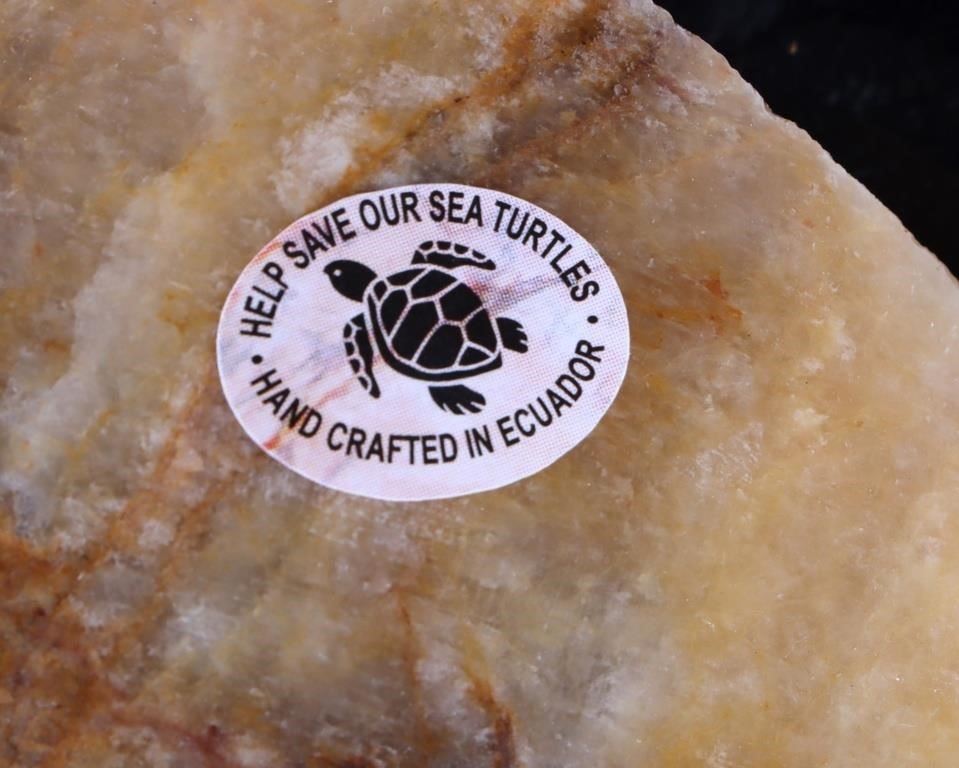 • HELP SAVE OUR SEA TURTLES •
HAND CRAFTED IN ECUADOR